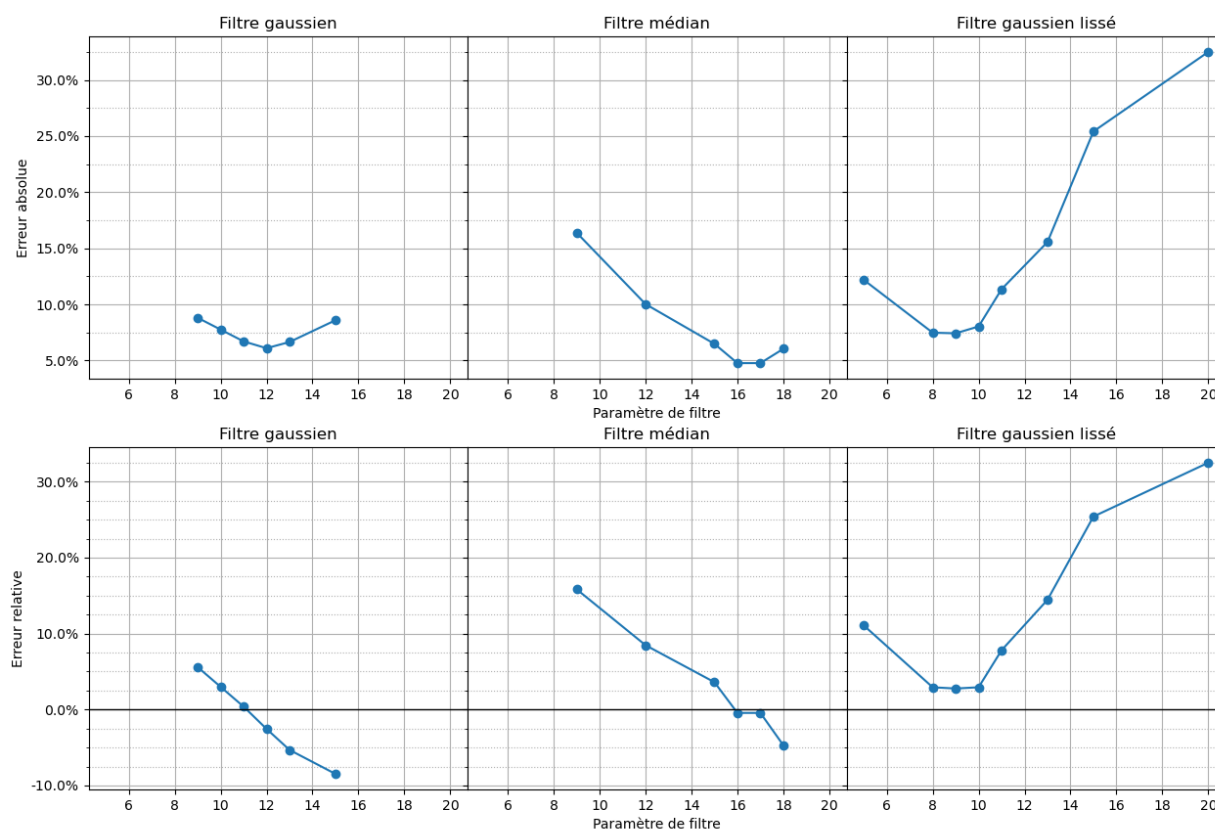 Filtre gaussien Filtre médian Filtre gaussien lissé
30.0%
25.0%
20.0%
15.0%
10.0%
5.0%
Erreur absolue
6 8 10 12 14 16 18 20 6 8 10 12 14 16 18 20 6 8 10 12 14 16 18 20
Paramètre de filtre
Filtre gaussien Filtre médian Filtre gaussien lissé
30.0%
20.0%
10.0%
0.0%
-10.0%
Erreur relative
6 8 10 12 14 16 18 20 6 8 10 12 14 16 18 20 6 8 10 12 14 16 18 20
Paramètre de filtre